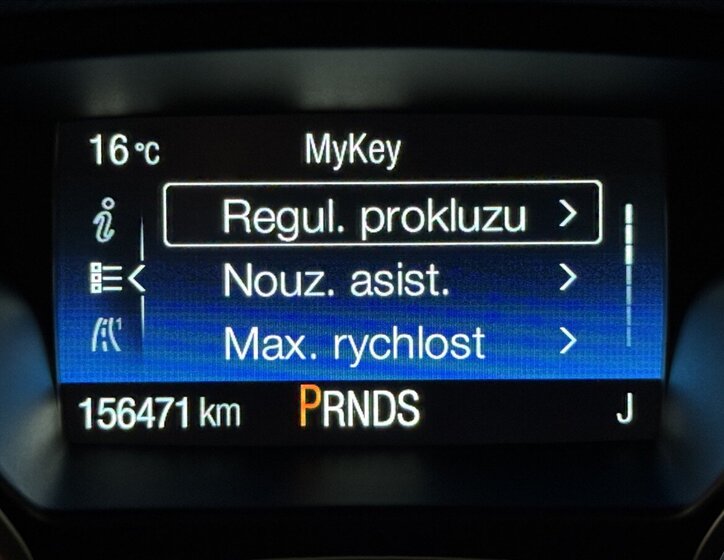 16 °C MyKey
Regul. prokluzu
Nouz. asist.
Max. rychlost
156471 km PRNDS J